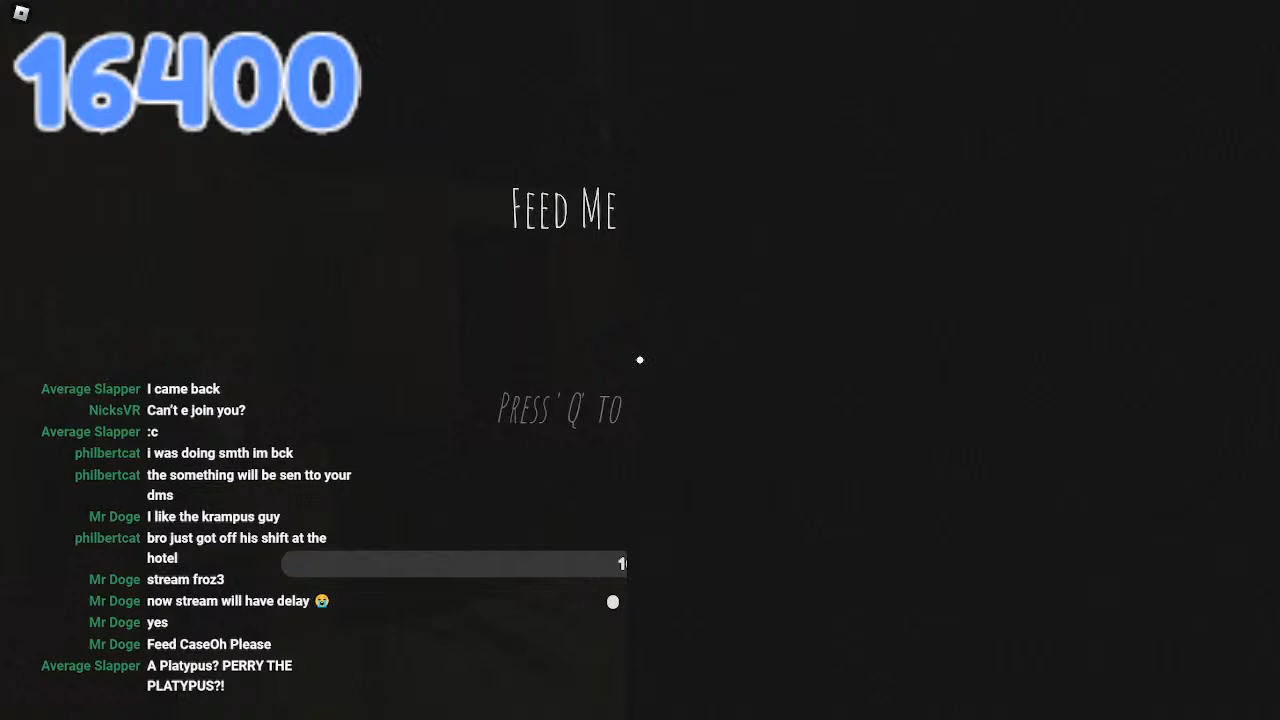 16400
FEED ME
PRESS 'Q' TO
Average Slapper I came back
NicksVR Can't e join you?
Average Slapper :c
philbertcat i was doing smth im bck
philbertcat the something will be sen tto your
dms
Mr Doge I like the krampus guy
philbertcat bro just got off his shift at the
hotel
Mr Doge stream froz3
Mr Doge now stream will have delay 😭
Mr Doge yes
Mr Doge Feed CaseOh Please
Average Slapper A Platypus? PERRY THE
PLATYPUS?!